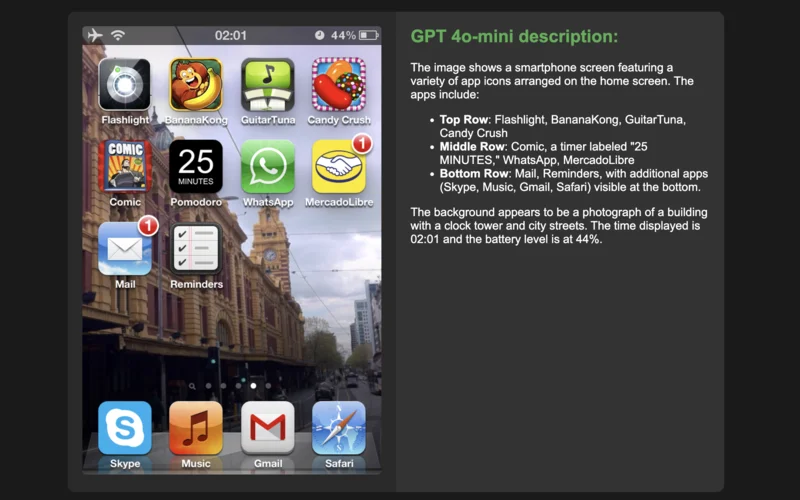 02:01
44%
Flashlight
BananaKong
GuitarTuna
Candy Crush
COMIC
25
MINUTES
1
Comic
Pomodoro
WhatsApp
MercadoLibre
1
Mail
Reminders
Skype
Music
Gmail
Safari
GPT 4o-mini description:
The image shows a smartphone screen featuring a
variety of app icons arranged on the home screen. The
apps include:
• Top Row: Flashlight, BananaKong, GuitarTuna,
Candy Crush
• Middle Row: Comic, a timer labeled "25
MINUTES," WhatsApp, MercadoLibre
• Bottom Row: Mail, Reminders, with additional apps
(Skype, Music, Gmail, Safari) visible at the bottom.
The background appears to be a photograph of a building
with a clock tower and city streets. The time displayed is
02:01 and the battery level is at 44%.